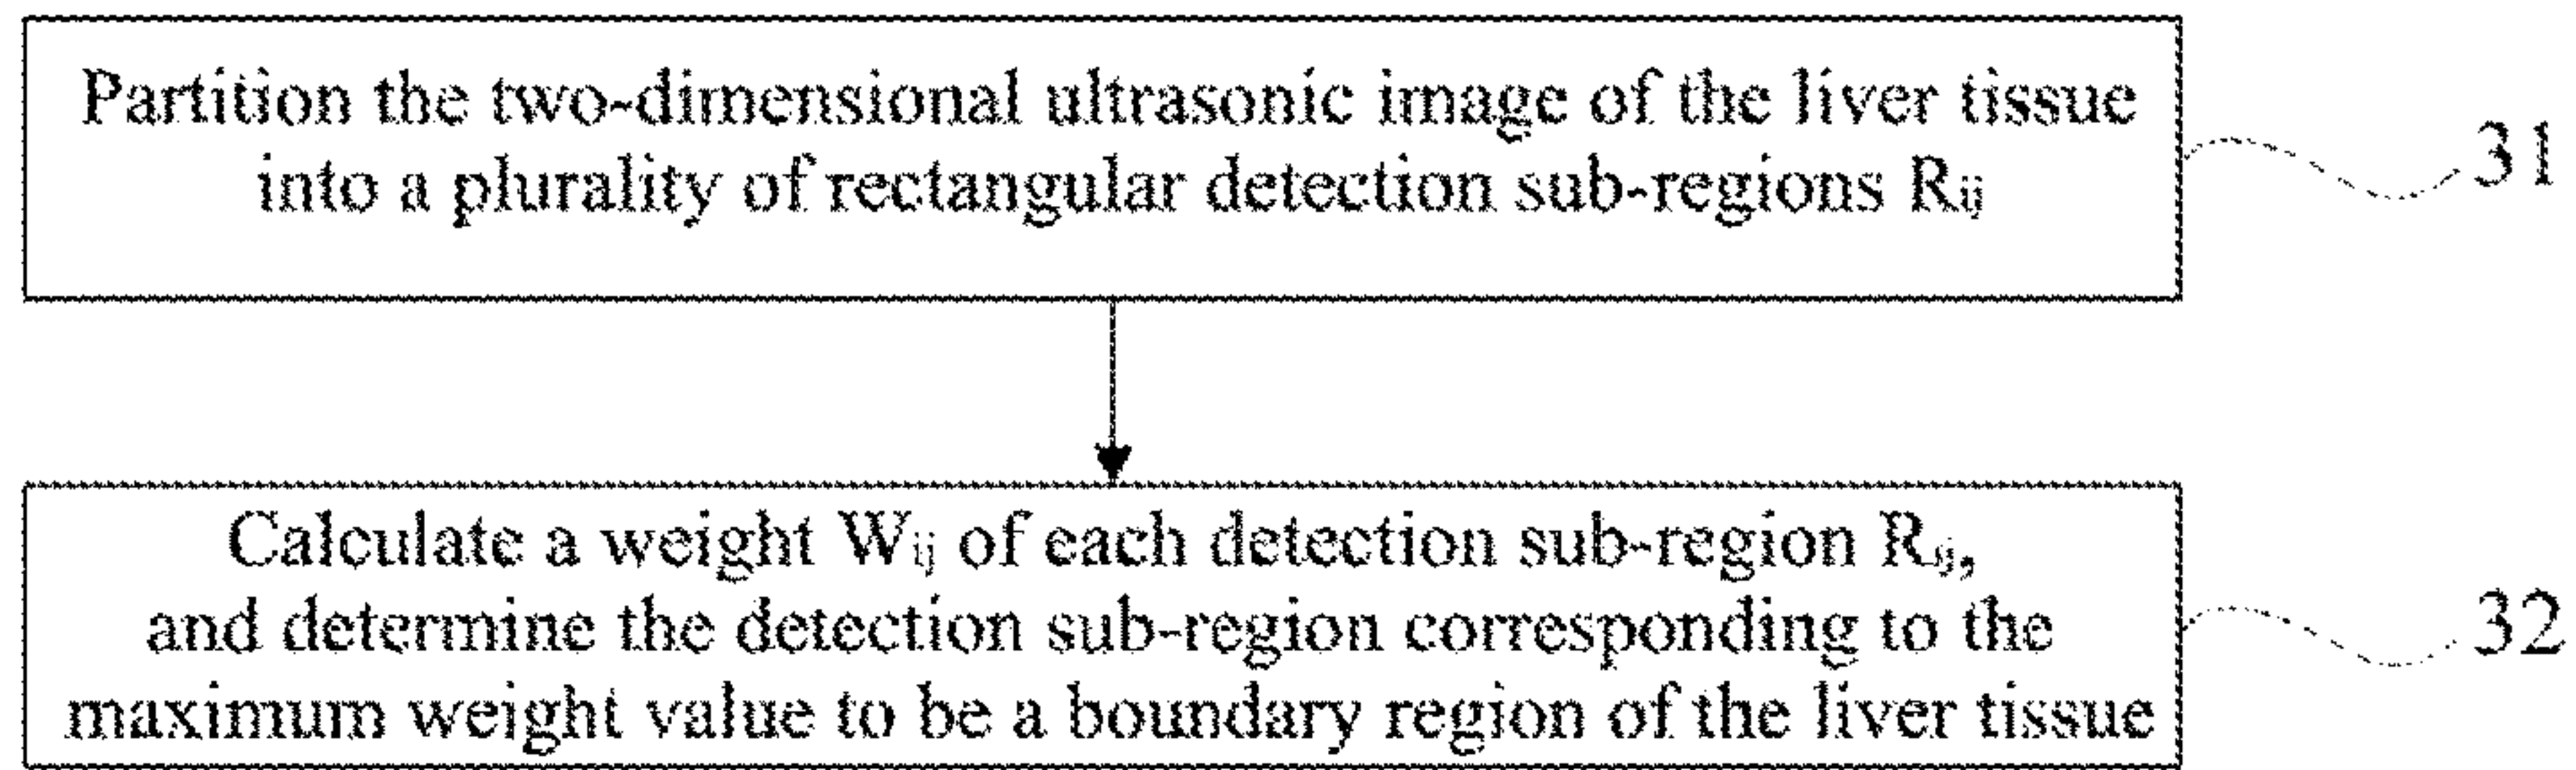 Partition the two-dimensional ultrasonic image of the liver tissue
into a plurality of rectangular detection sub-regions Rij
31
Calculate a weight Wij of each detection sub-region Rij,
and determine the detection sub-region corresponding to the
maximum weight value to be a boundary region of the liver tissue
32